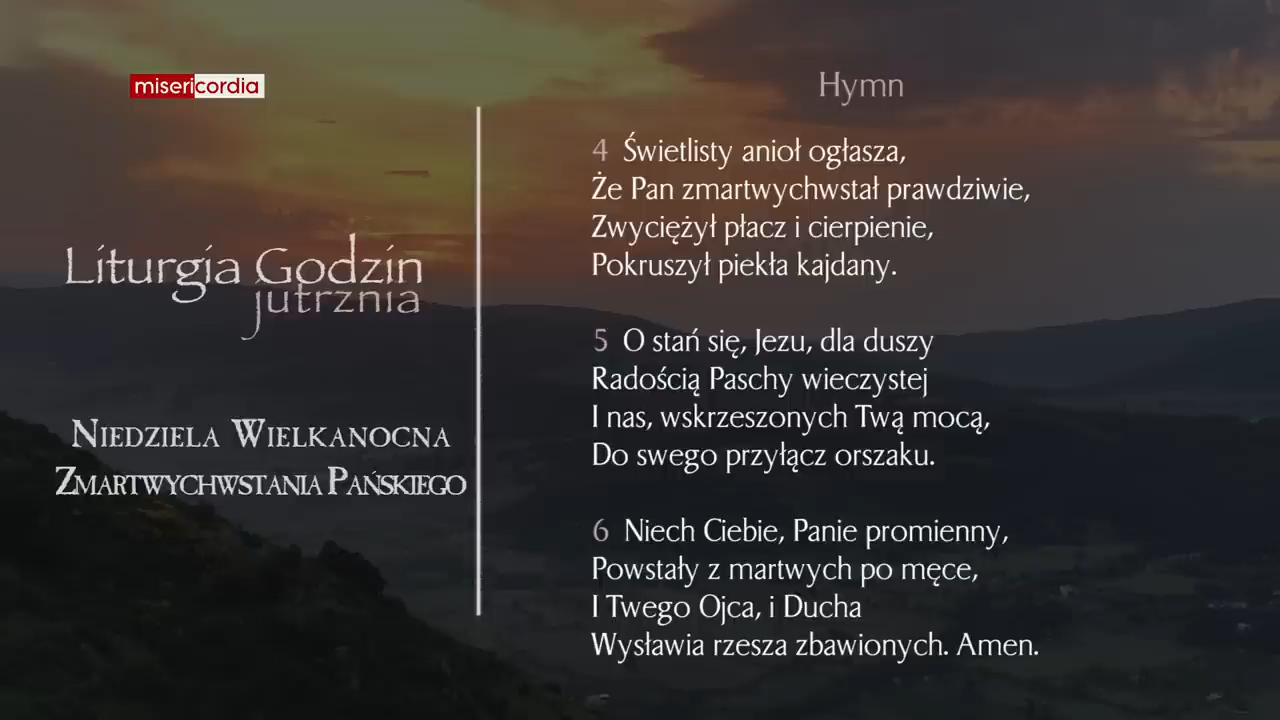 misericordia
Liturgia Godzin
jutrznia
Niedziela Wielkanocna
Zmartwychwstania Pańskiego
Hymn
4 Świetlisty anioł ogłasza,
Że Pan zmartwychwstał prawdziwie,
Zwyciężył płacz i cierpienie,
Pokruszył piekła kajdany.
5 O stań się, Jezu, dla duszy
Radością Paschy wieczystej
I nas, wskrzeszonych Twą mocą,
Do swego przyłącz orszaku.
6 Niech Ciebie, Panie promienny,
Powstały z martwych po męce,
I Twego Ojca, i Ducha
Wysławia rzesza zbawionych. Amen.